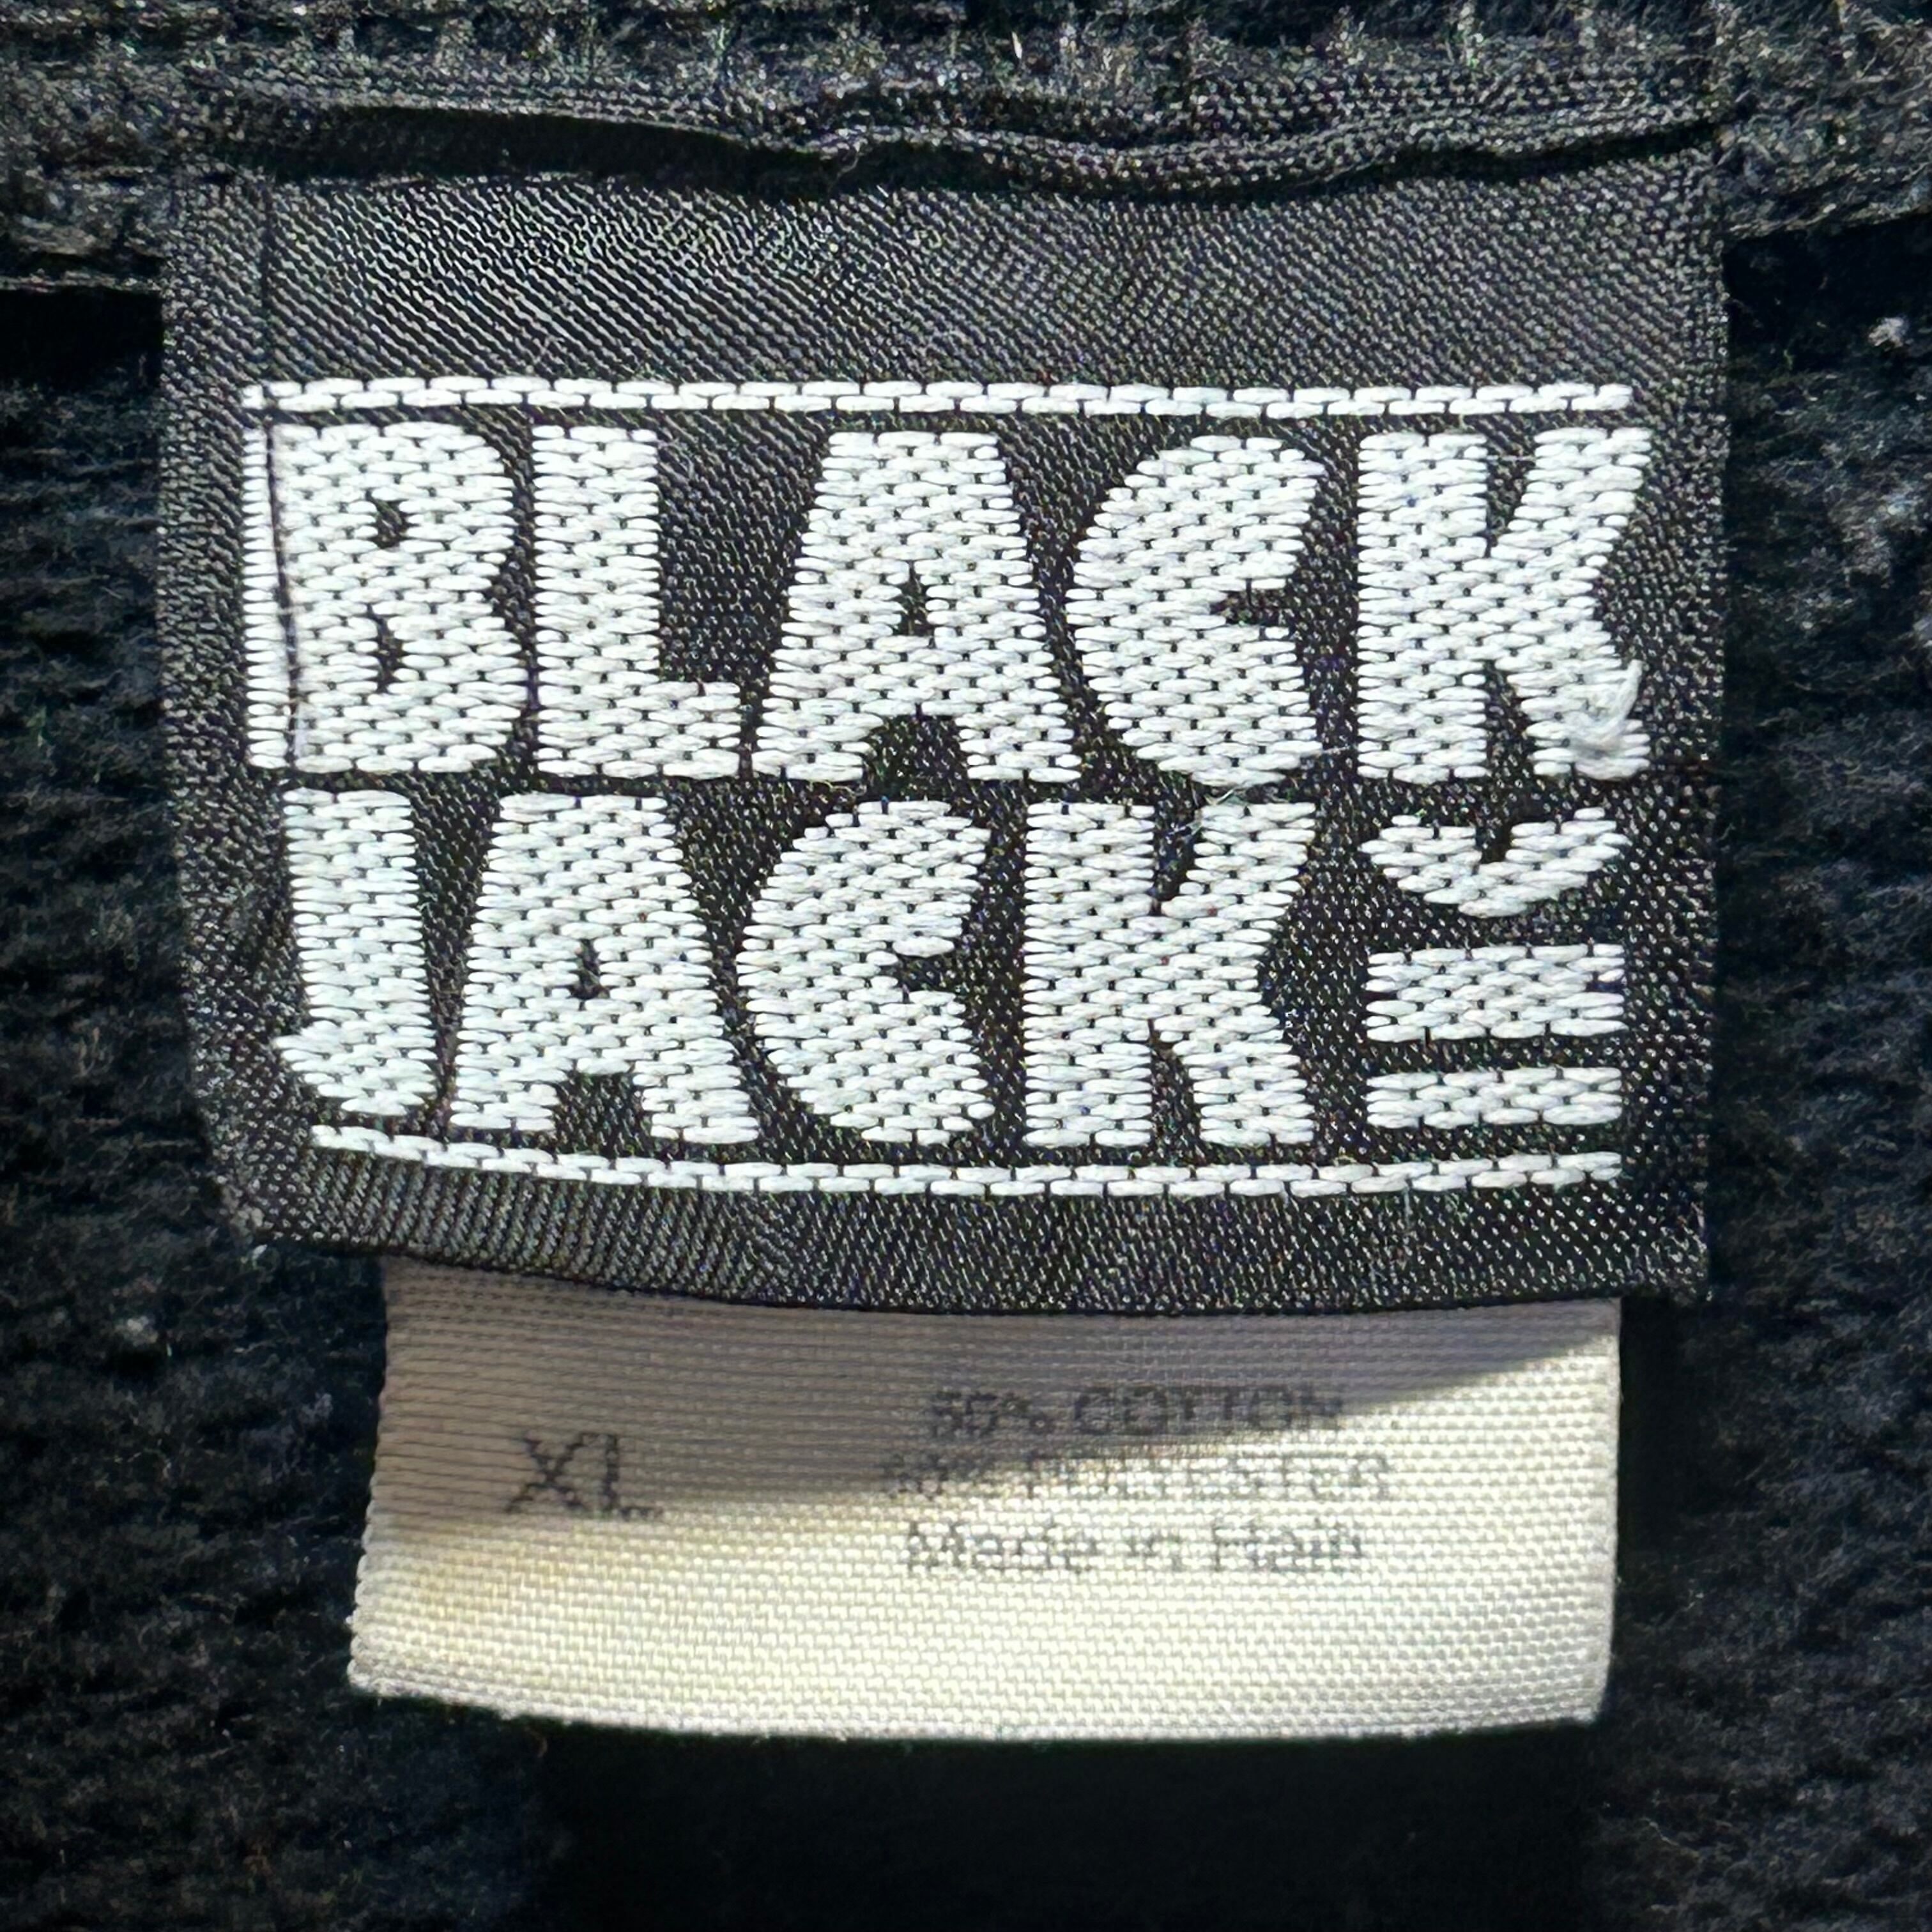 BLACK
JACK
XL
50% COTTON
POLYESTER
Made in Haiti